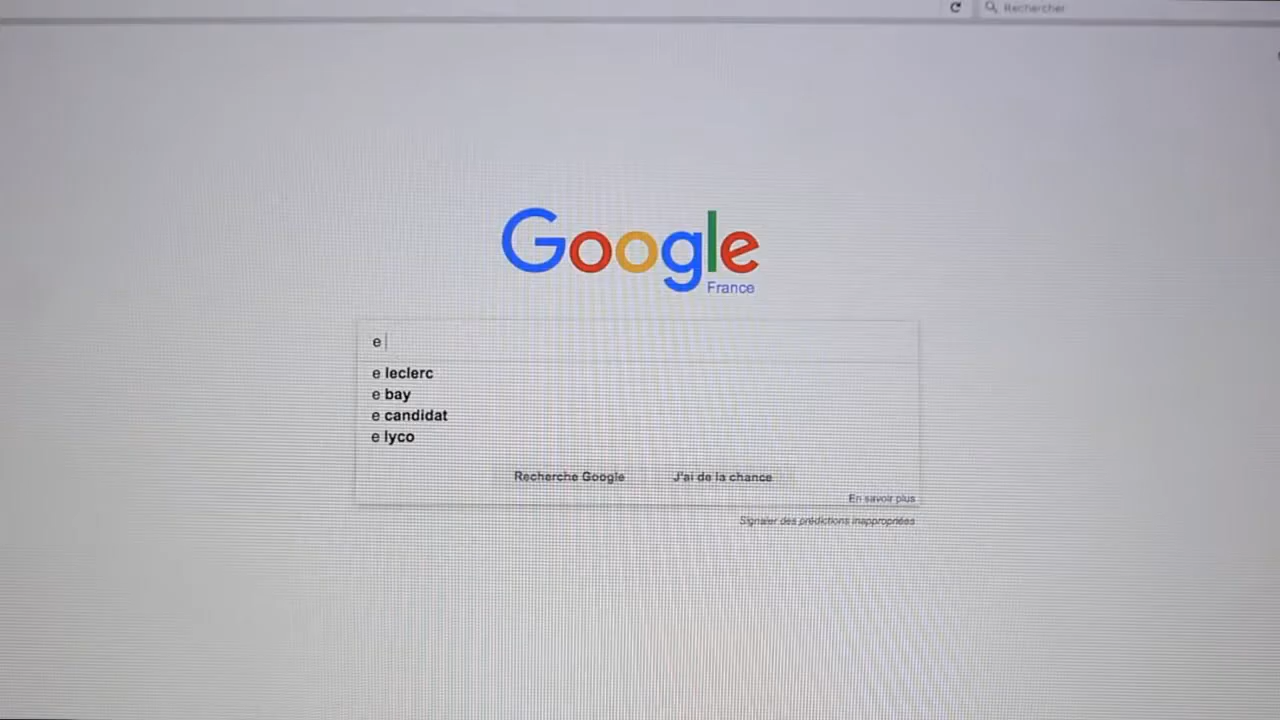 Rechercher
Google
France
e
e leclerc
e bay
e candidat
e lyco
Recherche Google J'ai de la chance
En savoir plus
Signaler des prédictions inappropriées